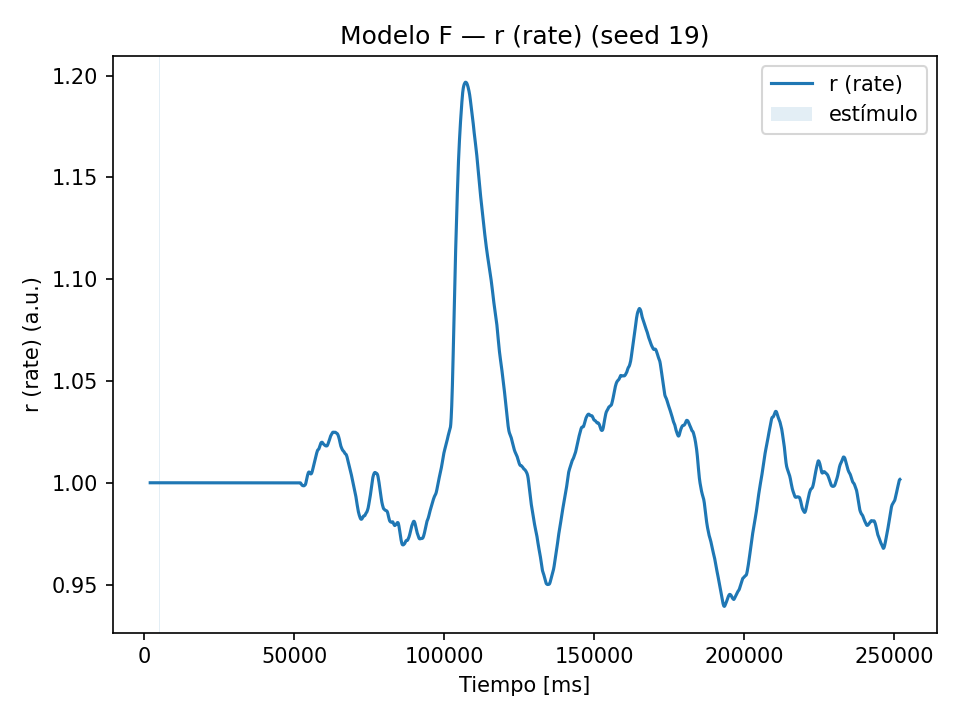 Modelo F — r (rate) (seed 19)
r (rate)
estímulo
r (rate) (a.u.)
1.20
1.15
1.10
1.05
1.00
0.95
0
50000
100000
150000
200000
250000
Tiempo [ms]